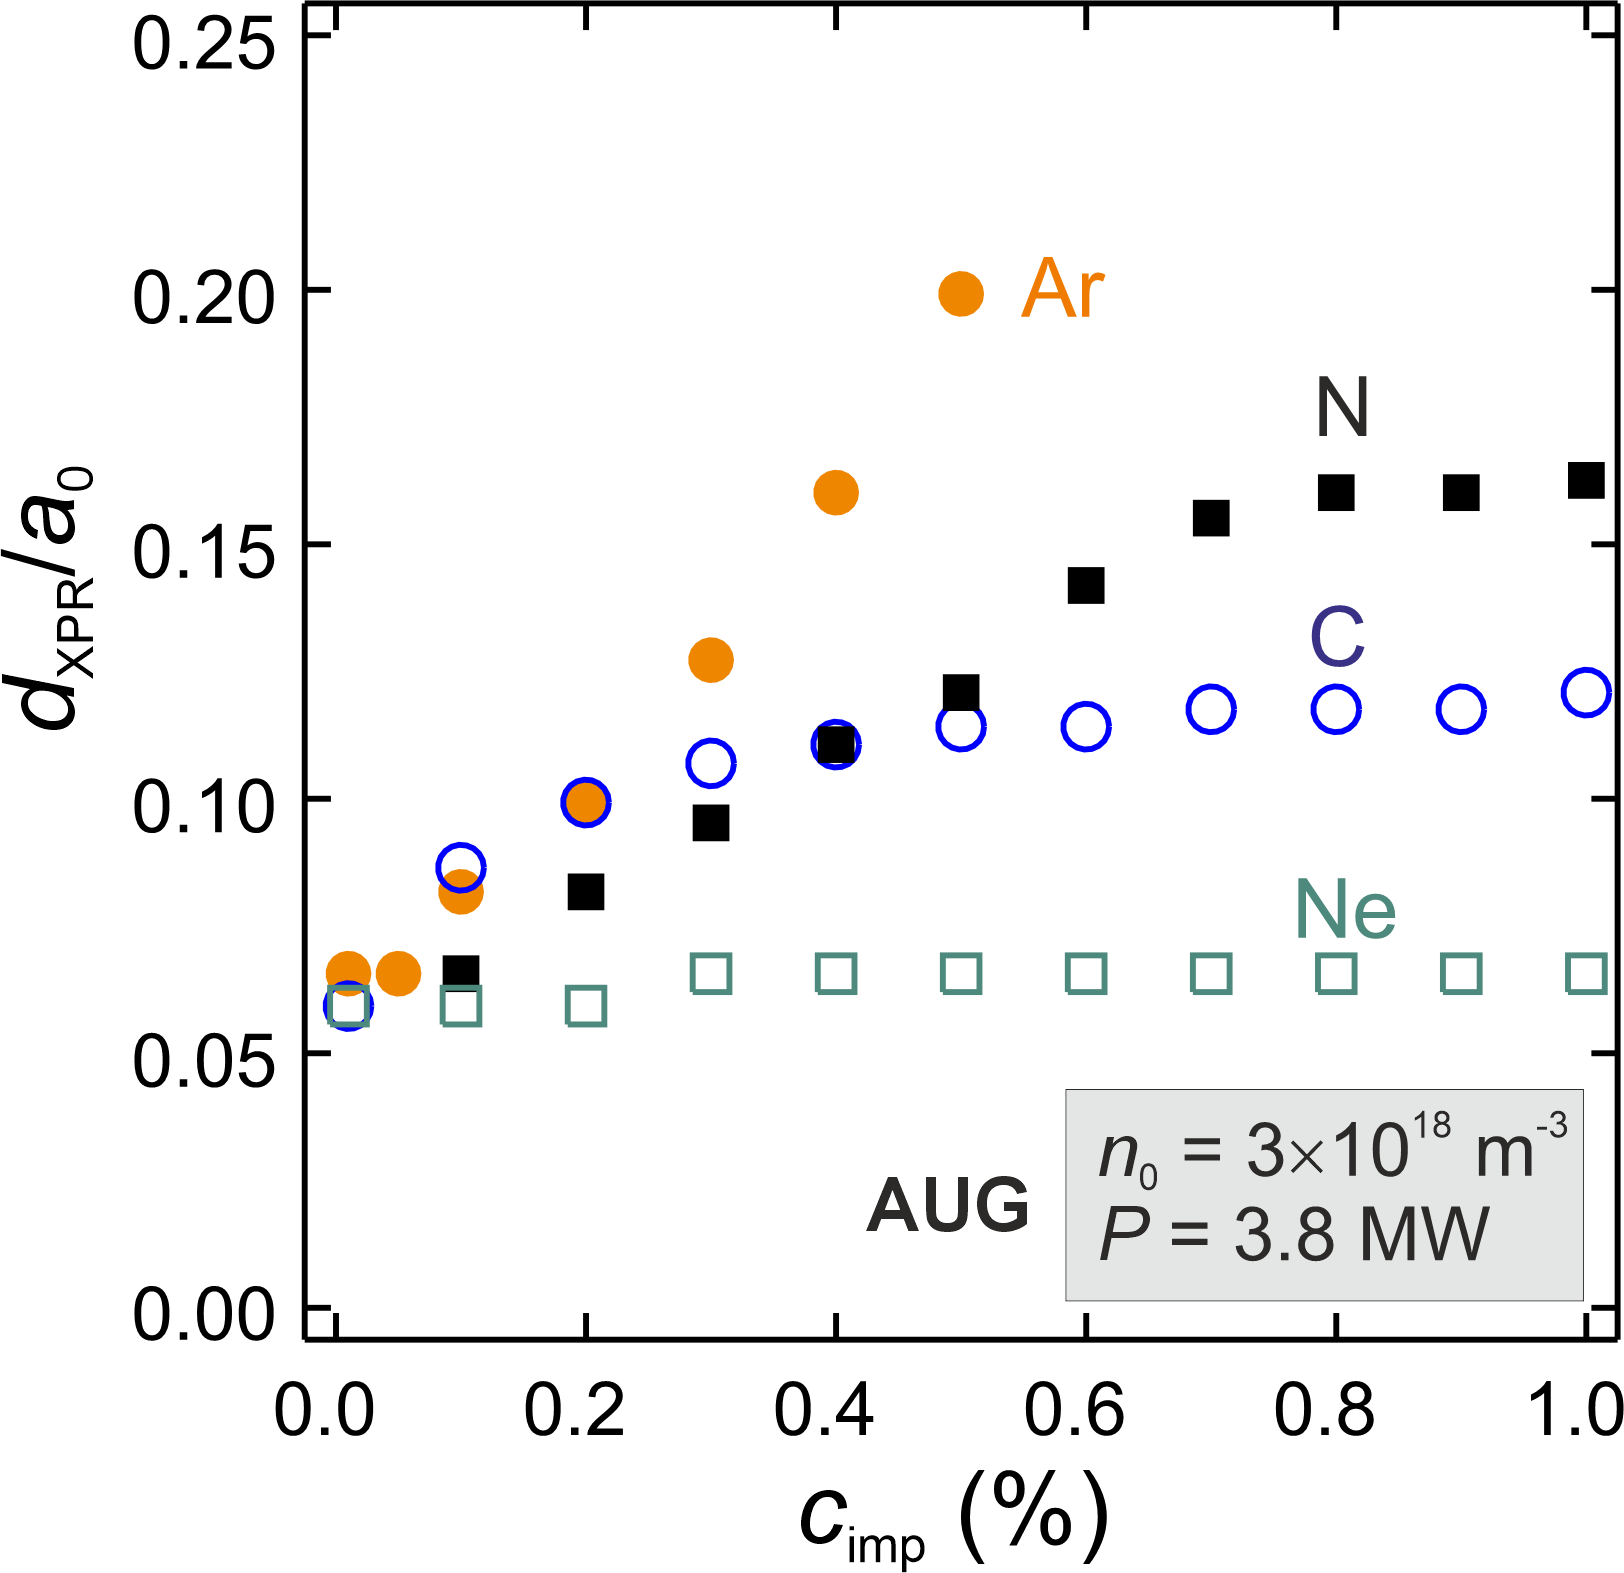 0.25
0.20
0.15
0.10
0.05
0.00
d_XPR/a_0
Ar
N
C
Ne
AUG
n_0 = 3×10^18 m^-3
P = 3.8 MW
0.0 0.2 0.4 0.6 0.8 1.0
c_imp (%)